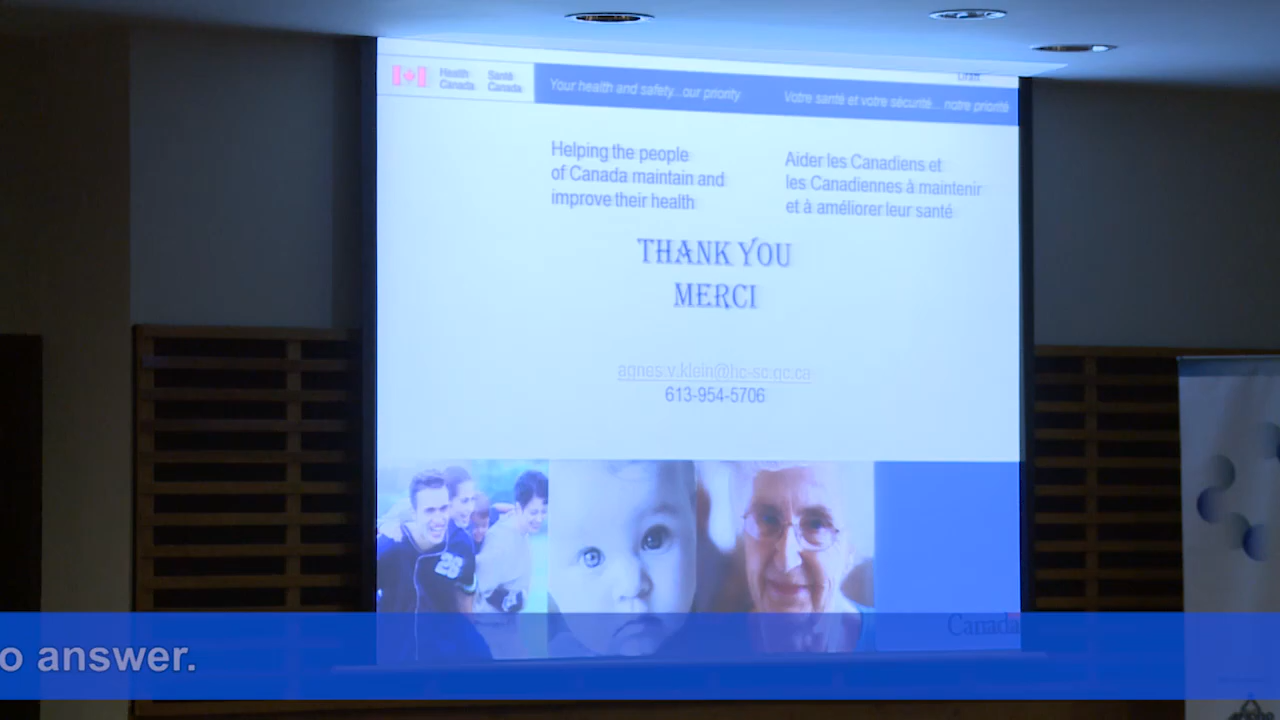 Health
Canada
Santé
Canada
Your health and safety...our priority
Votre santé et votre sécurité... notre priorité
Helping the people
of Canada maintain and
improve their health
Aider les Canadiens et
les Canadiennes à maintenir
et à améliorer leur santé
THANK YOU
MERCI
agnes.v.klein@hc-sc.gc.ca
613-954-5706
Canada
o answer.